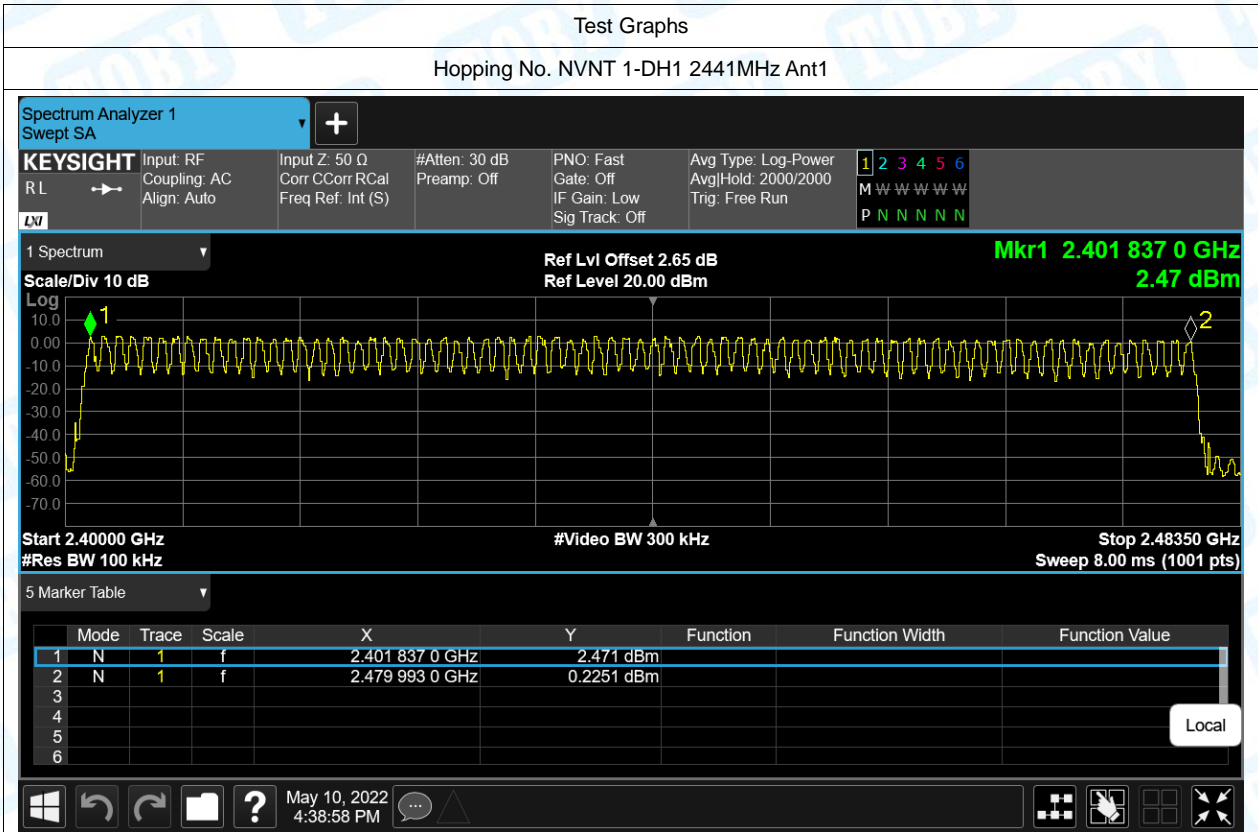 Test Graphs
Hopping No. NVNT 1-DH1 2441MHz Ant1
Spectrum Analyzer 1
Swept SA
KEYSIGHT
R L
LXI
Input: RF
Coupling: AC
Align: Auto
Input Z: 50 Ω
Corr CCorr RCal
Freq Ref: Int (S)
#Atten: 30 dB
Preamp: Off
PNO: Fast
Gate: Off
IF Gain: Low
Sig Track: Off
Avg Type: Log-Power
Avg|Hold: 2000/2000
Trig: Free Run
1 2 3 4 5 6
M W W W W W
P N N N N N
1 Spectrum
Scale/Div 10 dB
Ref Lvl Offset 2.65 dB
Ref Level 20.00 dBm
Mkr1 2.401 837 0 GHz
2.47 dBm
Log
10.0
0.00
-10.0
-20.0
-30.0
-40.0
-50.0
-60.0
-70.0
1
2
Start 2.40000 GHz
#Res BW 100 kHz
#Video BW 300 kHz
Stop 2.48350 GHz
Sweep 8.00 ms (1001 pts)
5 Marker Table
Mode Trace Scale X Y Function Function Width Function Value
1 N 1 f 2.401 837 0 GHz 2.471 dBm
2 N 1 f 2.479 993 0 GHz 0.2251 dBm
3
4
5
6
Local
?
May 10, 2022
4:38:58 PM
TOBY